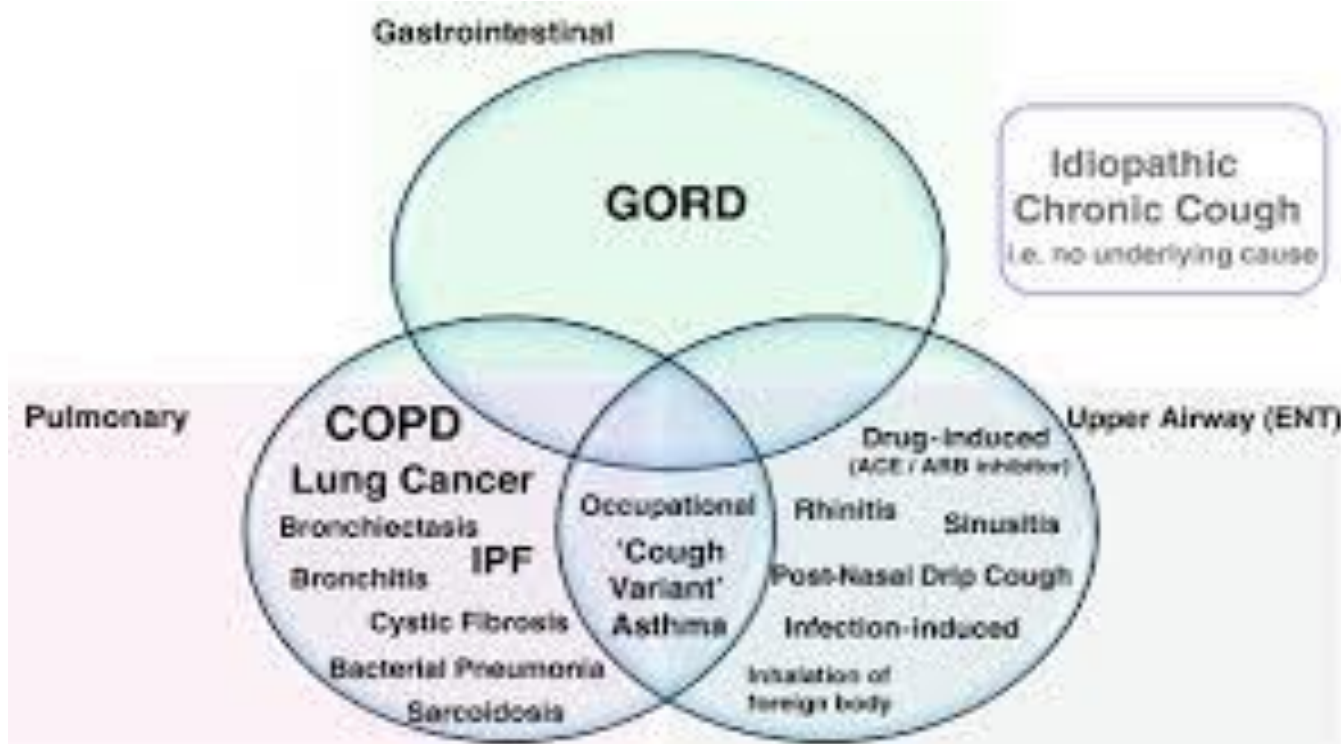 Gastrointestinal
GORD
Idiopathic
Chronic Cough
i.e. no underlying cause
Pulmonary
COPD
Lung Cancer
Bronchiectasis
IPF
Bronchitis
Cystic Fibrosis
Bacterial Pneumonia
Sarcoidosis
Occupational
'Cough
Variant'
Asthma
Upper Airway (ENT)
Drug-induced
(ACE / ARB inhibitor)
Rhinitis
Sinusitis
Post-Nasal Drip Cough
Infection-induced
Inhalation of
foreign body